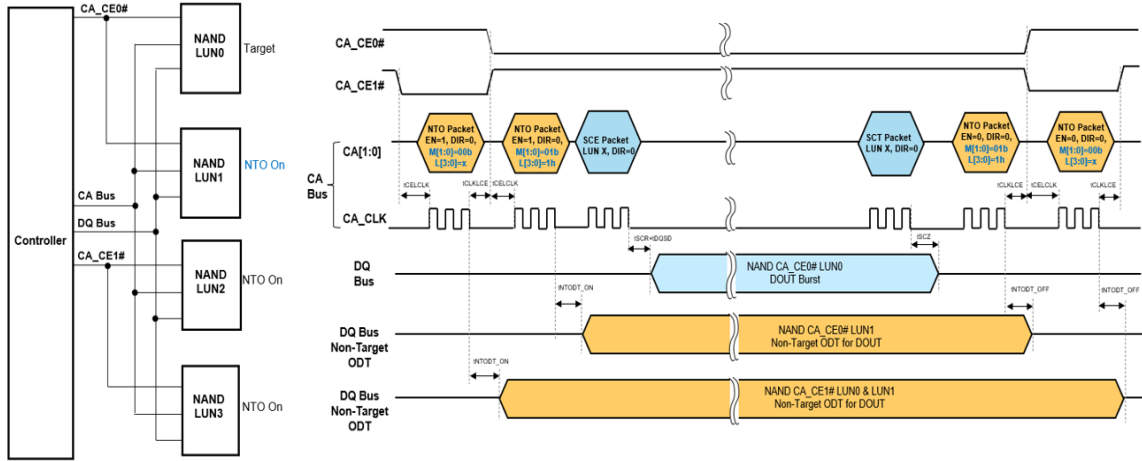 CA_CE0#
NAND
LUN0
Target
NAND
LUN1
NTO On
CA Bus
DQ Bus
Controller
CA_CE1#
NAND
LUN2
NTO On
NAND
LUN3
NTO On
CA_CE0#
CA_CE1#
NTO Packet
EN=1, DIR=0,
M[1:0]=00b
L[3:0]=x
NTO Packet
EN=1, DIR=0,
M[1:0]=01b
L[3:0]=1h
SCE Packet
LUN X, DIR=0
SCT Packet
LUN X, DIR=0
NTO Packet
EN=0, DIR=0,
M[1:0]=01b
L[3:0]=1h
NTO Packet
EN=0, DIR=0,
M[1:0]=00b
L[3:0]=x
CA[1:0]
CA
Bus
tCELCLK
tCLKLCE
tCELCLK
tCLKLCE
tCELCLK
tCLKLCE
CA_CLK
tSCR+tDQSD
tSCZ
DQ
Bus
NAND CA_CE0# LUN0
DOUT Burst
tNTODT_ON
tNTODT_OFF
tNTODT_OFF
DQ Bus
Non-Target
ODT
NAND CA_CE0# LUN1
Non-Target ODT for DOUT
tNTODT_ON
DQ Bus
Non-Target
ODT
NAND CA_CE1# LUN0 & LUN1
Non-Target ODT for DOUT